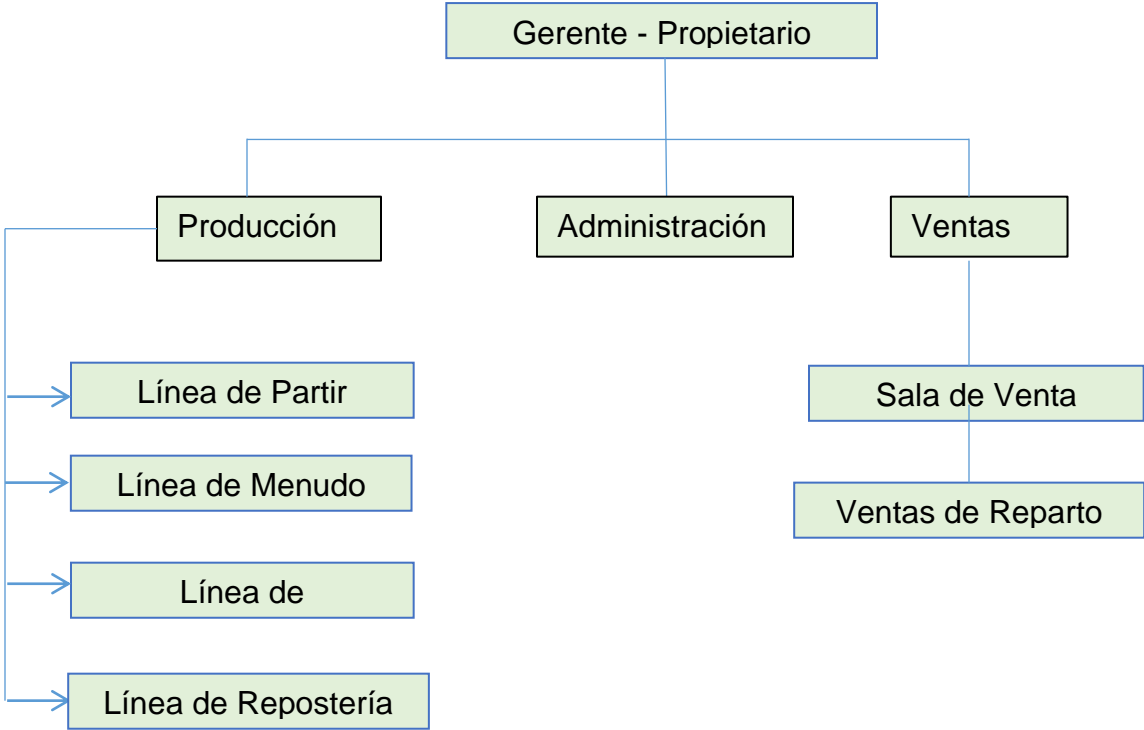 Gerente - Propietario
Producción
Administración
Ventas
Línea de Partir
Sala de Venta
Línea de Menudo
Ventas de Reparto
Línea de
Línea de Repostería